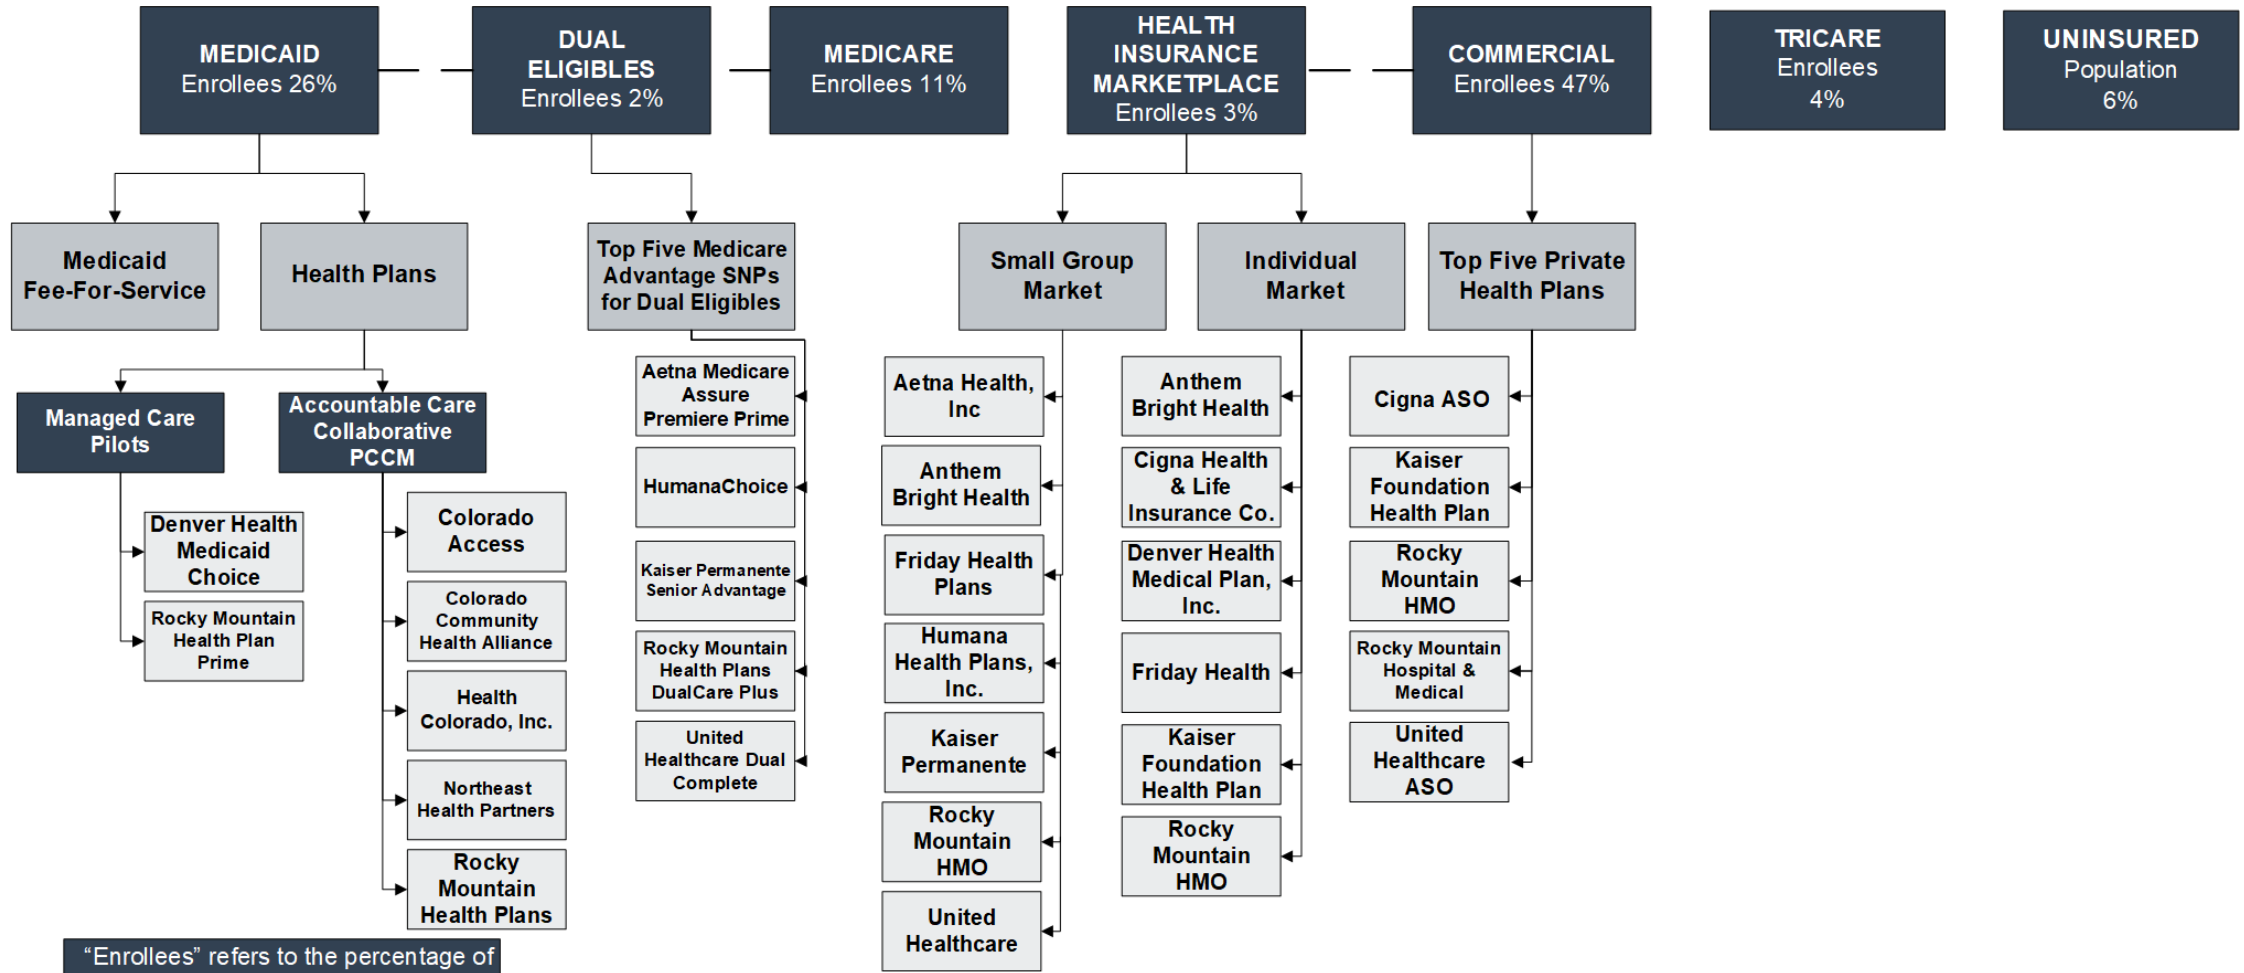 MEDICAID
Enrollees 26%
DUAL
ELIGIBLES
Enrollees 2%
MEDICARE
Enrollees 11%
HEALTH
INSURANCE
MARKETPLACE
Enrollees 3%
COMMERCIAL
Enrollees 47%
TRICARE
Enrollees
4%
UNINSURED
Population
6%
Medicaid
Fee-For-Service
Health Plans
Top Five Medicare
Advantage SNPs
for Dual Eligibles
Small Group
Market
Individual
Market
Top Five Private
Health Plans
Managed Care
Pilots
Accountable Care
Collaborative
PCCM
Denver Health
Medicaid
Choice
Rocky Mountain
Health Plan
Prime
Colorado
Access
Colorado
Community
Health Alliance
Health
Colorado, Inc.
Northeast
Health Partners
Rocky
Mountain
Health Plans
Aetna Medicare
Assure
Premiere Prime
HumanaChoice
Kaiser Permanente
Senior Advantage
Rocky Mountain
Health Plans
DualCare Plus
United
Healthcare Dual
Complete
Aetna Health,
Inc
Anthem
Bright Health
Friday Health
Plans
Humana
Health Plans,
Inc.
Kaiser
Permanente
Rocky
Mountain
HMO
United
Healthcare
Anthem
Bright Health
Cigna Health
& Life
Insurance Co.
Denver Health
Medical Plan,
Inc.
Friday Health
Kaiser
Foundation
Health Plan
Rocky
Mountain
HMO
Cigna ASO
Kaiser
Foundation
Health Plan
Rocky
Mountain
HMO
Rocky Mountain
Hospital &
Medical
United
Healthcare
ASO
“Enrollees” refers to the percentage of